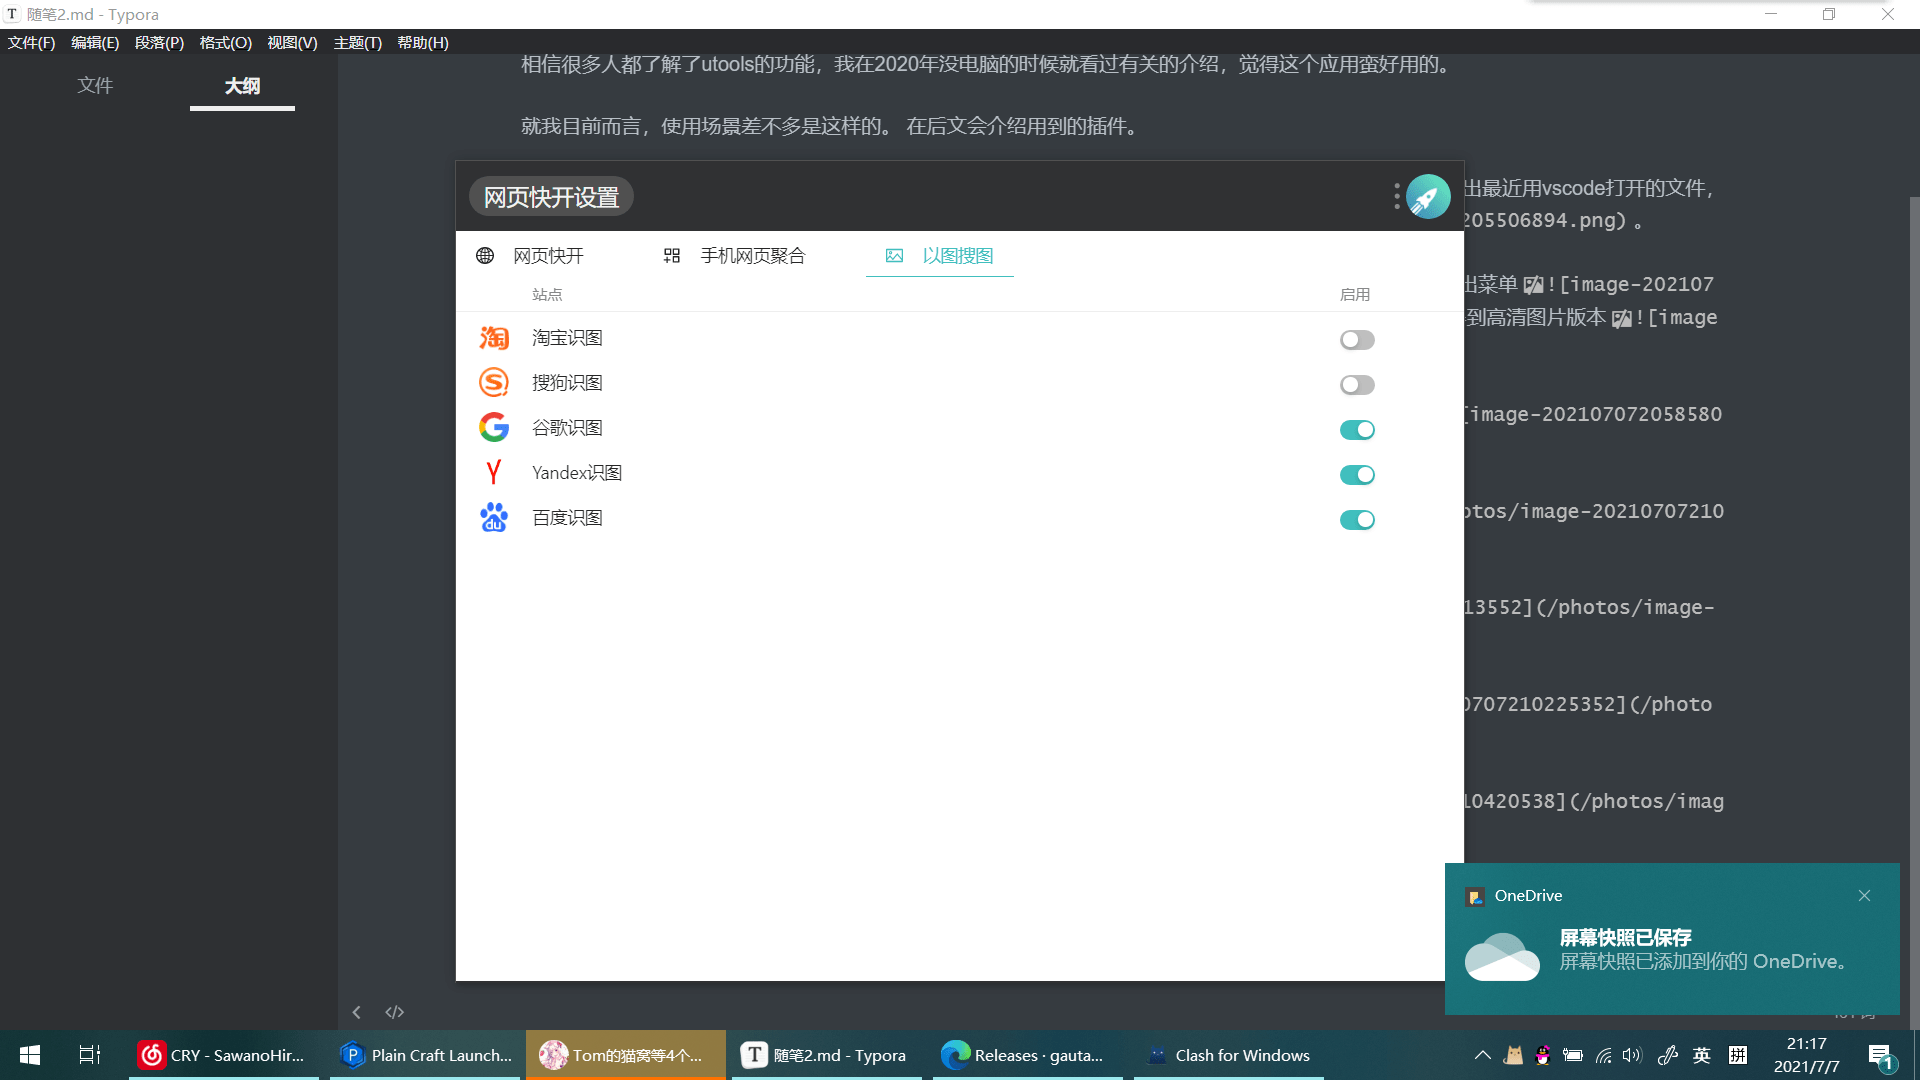 随笔2.md - Typora
文件(F) 编辑(E) 段落(P) 格式(O) 视图(V) 主题(T) 帮助(H)
文件 大纲
相信很多人都了解了utools的功能，我在2020年没电脑的时候就看过有关的介绍，觉得这个应用蛮好用的。
就我目前而言，使用场景差不多是这样的。 在后文会介绍用到的插件。
网页快开设置
出最近用vscode打开的文件，
205506894.png) 。
网页快开 手机网页聚合 以图搜图
出菜单 ![image-202107
站点 启用
到高清图片版本 ![image
淘宝识图
搜狗识图
[image-202107072058580
谷歌识图
Yandex识图
百度识图
otos/image-20210707210
13552](/photos/image-
0707210225352](/photo
10420538](/photos/imag
OneDrive
屏幕快照已保存
屏幕快照已添加到你的 OneDrive。
</>
CRY - SawanoHir...
Plain Craft Launch...
Tom的猫窝等4个...
随笔2.md - Typora
Releases · gauta...
Clash for Windows
英 拼
21:17
2021/7/7
1